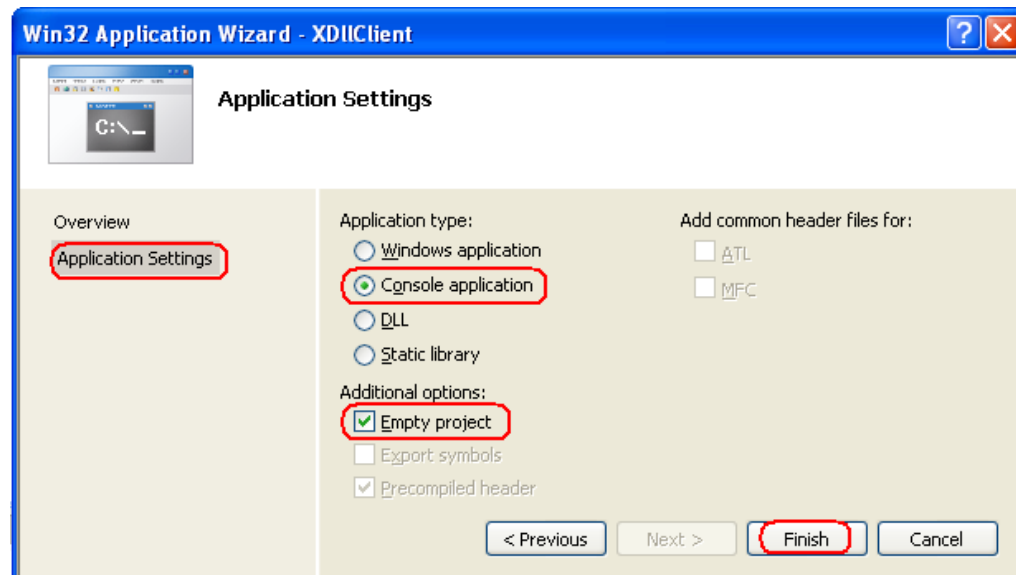 Win32 Application Wizard - XDllClient
C:\_
Application Settings
Overview
Application Settings
Application type:
Windows application
Console application
DLL
Static library
Additional options:
Empty project
Export symbols
Precompiled header
Add common header files for:
ATL
MFC
< Previous
Next >
Finish
Cancel